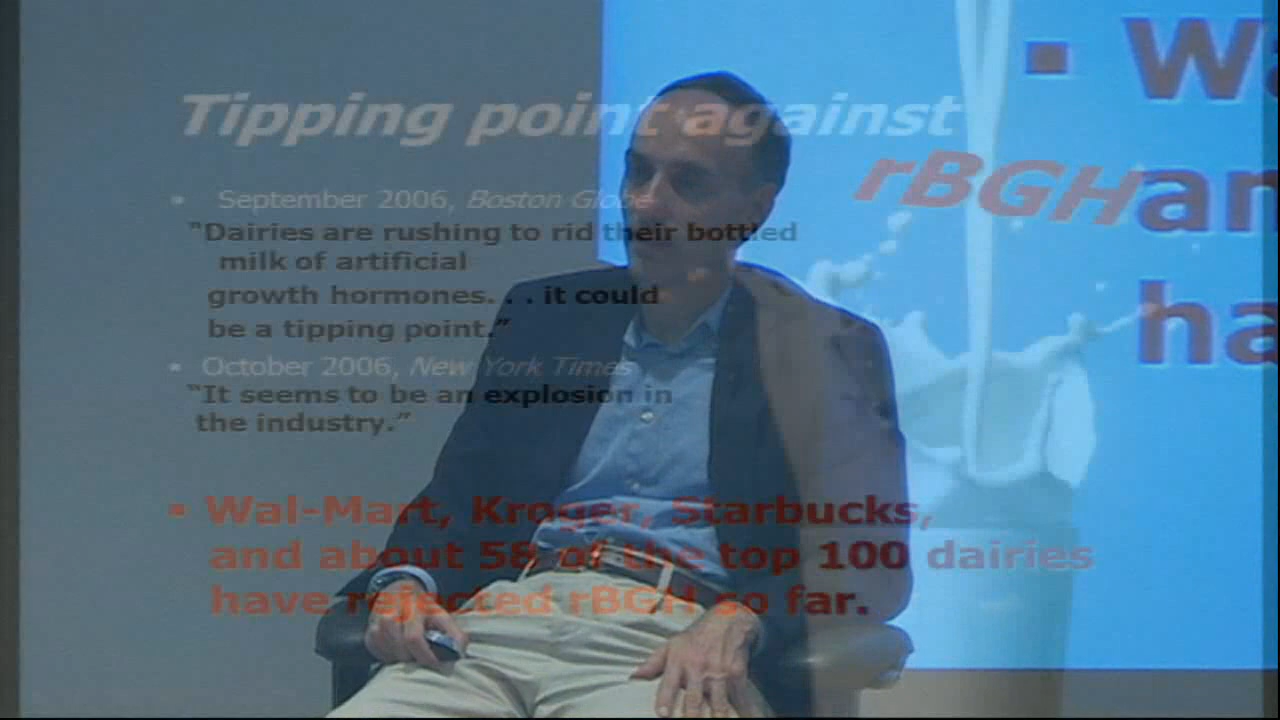 Tipping point against
rBGH
▪ September 2006, Boston Globe
“Dairies are rushing to rid their bottled
milk of artificial
growth hormones. . . it could
be a tipping point.”
▪ October 2006, New York Times
“It seems to be an explosion in
the industry.”
▪ Wal-Mart, Kroger, Starbucks,
and about 58 of the top 100 dairies
have rejected rBGH so far.